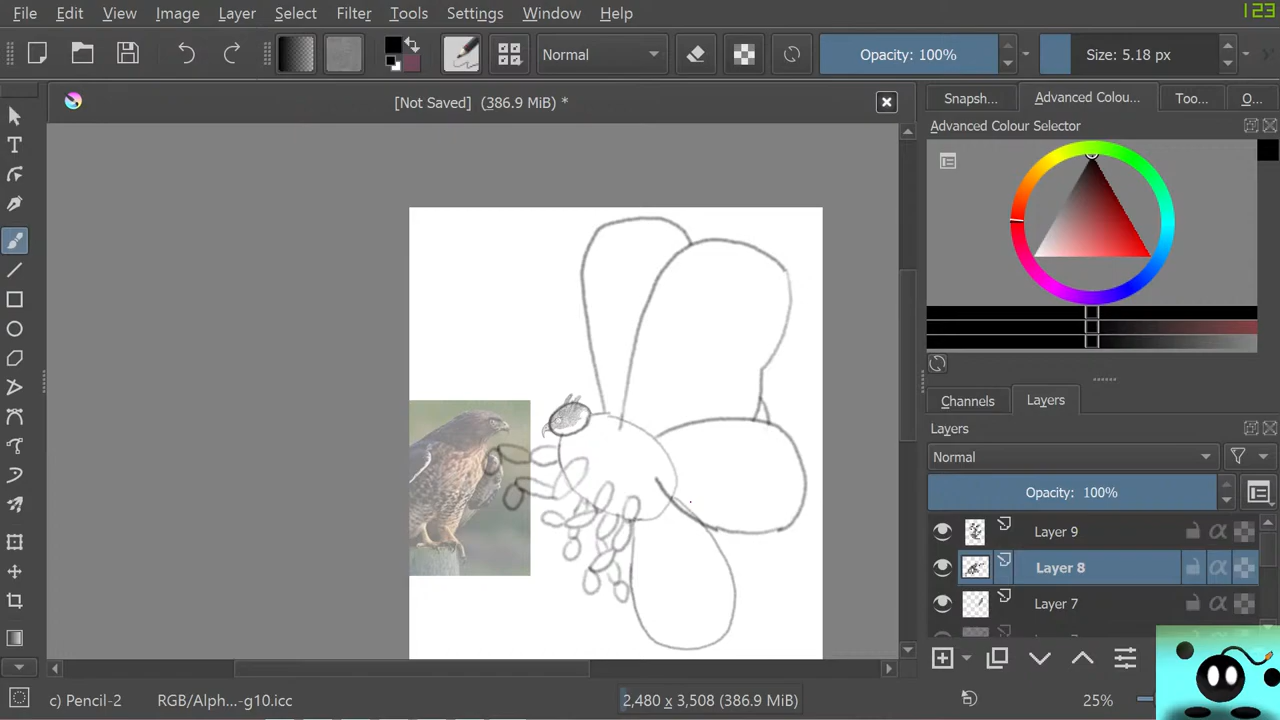 123
File Edit View Image Layer Select Filter Tools Settings Window Help
Normal Opacity: 100% Size: 5.18 px
[Not Saved] (386.9 MiB) *
Snapsh... Advanced Colou... Too... O...
Advanced Colour Selector
Channels Layers
Layers
Normal
Opacity: 100%
Layer 9
Layer 8
Layer 7
c) Pencil-2 RGB/Alph...-g10.icc 2,480 x 3,508 (386.9 MiB) 25%